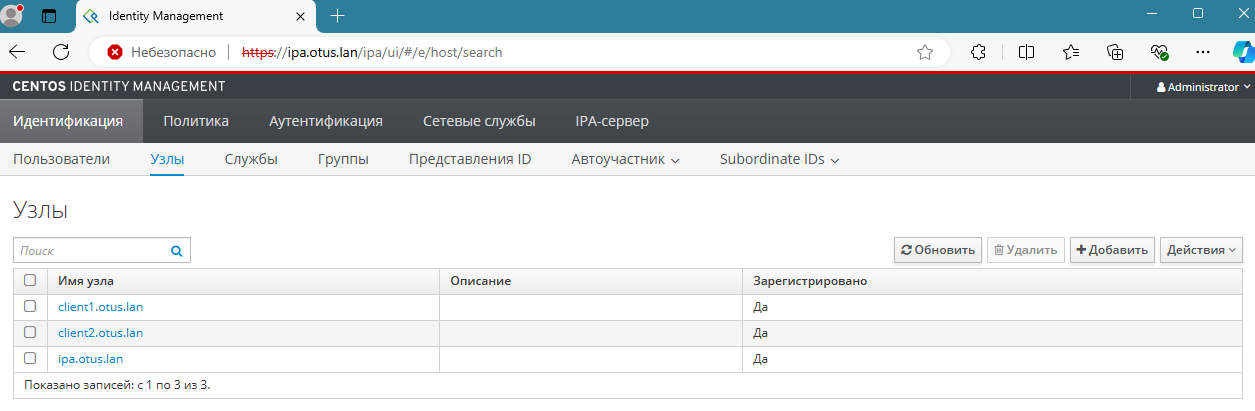 Identity Management
Небезопасно https://ipa.otus.lan/ipa/ui/#/e/host/search
CENTOS IDENTITY MANAGEMENT Administrator
Идентификация Политика Аутентификация Сетевые службы IPA-сервер
Пользователи Узлы Службы Группы Представления ID Автоучастник Subordinate IDs
Узлы
Поиск Обновить Удалить Добавить Действия
Имя узла Описание Зарегистрировано
client1.otus.lan Да
client2.otus.lan Да
ipa.otus.lan Да
Показано записей: с 1 по 3 из 3.